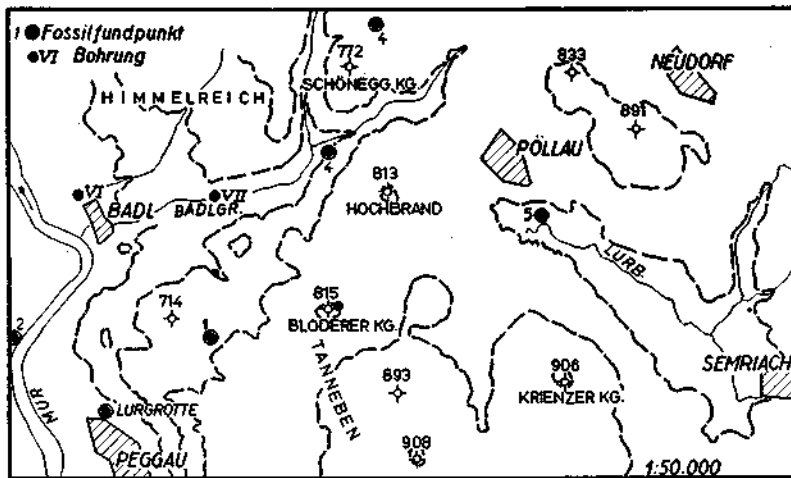 1 Fossilfundpunkt
VI Bohrung
4
772
SCHÖNEGG KG.
833
NEUDORF
HIMMELREICH
891
PÖLLAU
4
813
HOCHBRAND
VI
BADL
VII
BADLGR.
5
LURB.
714
815
BLODERER KG.
2
1
TANNEBEN
906
KRIENZER KG.
SEMRIACH
893
MUR
LURGROTTE
PEGGAU
908
1:50.000